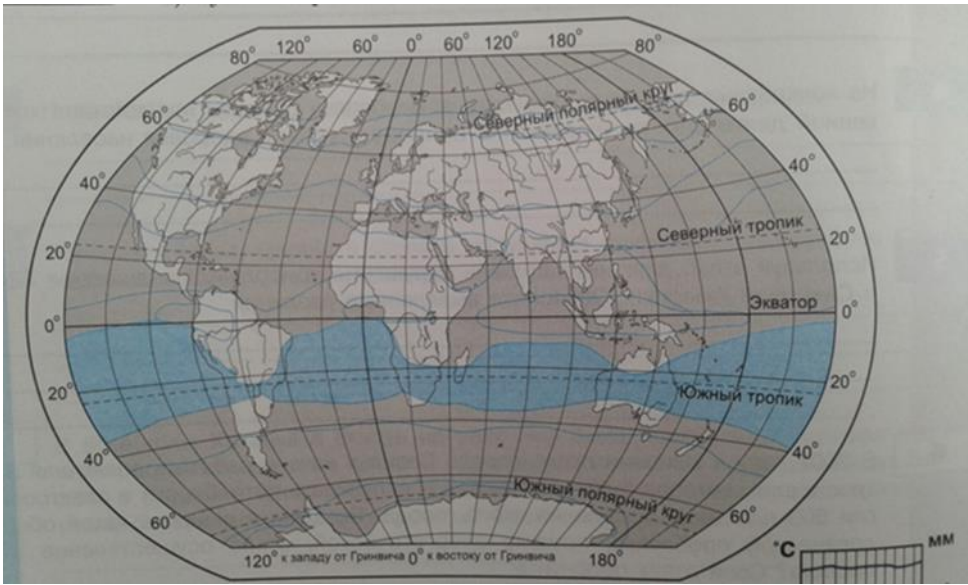 80° 120° 60° 0° 60° 120° 180° 80°
60° Северный полярный круг 60°
40° 40°
20° Северный тропик 20°
0° Экватор 0°
20° Южный тропик 20°
40° 40°
60° Южный полярный круг 60°
120° к западу от Гринвича 0° к востоку от Гринвича 180°
°C мм